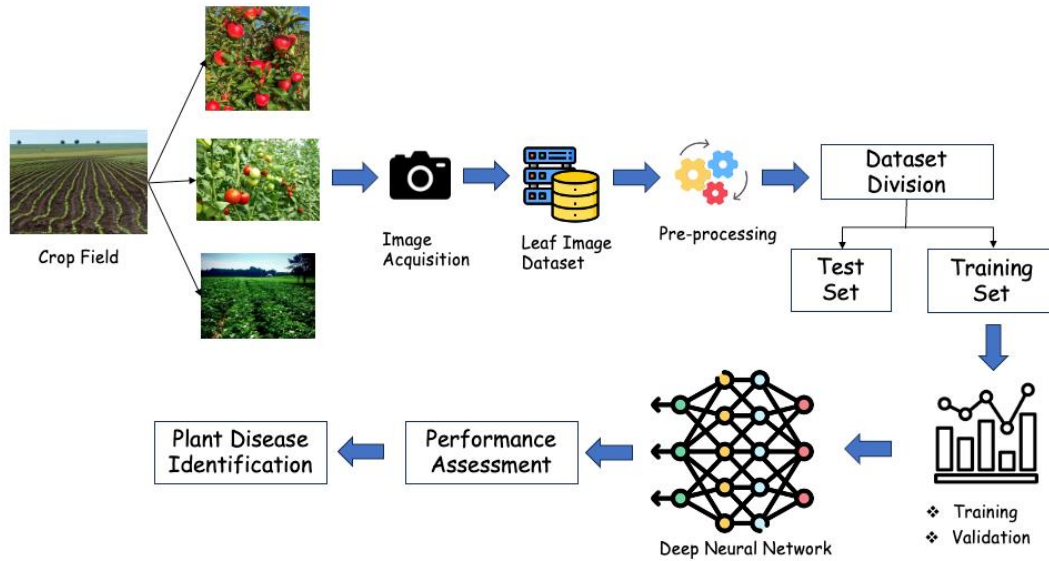 Crop Field
Image
Acquisition
Leaf Image
Dataset
Pre-processing
Dataset
Division
Test
Set
Training
Set
❖ Training
❖ Validation
Deep Neural Network
Performance
Assessment
Plant Disease
Identification